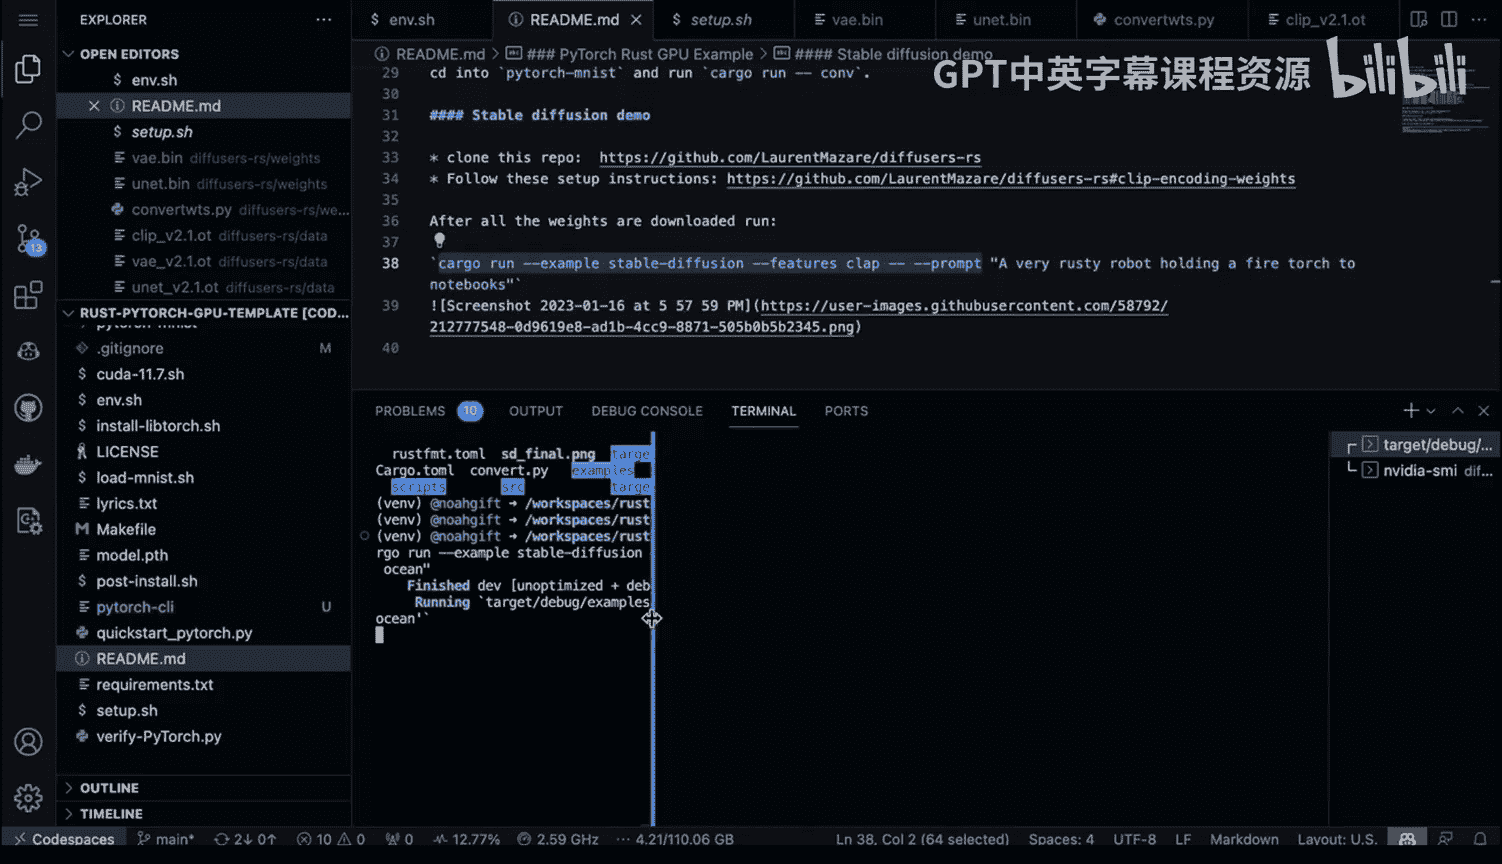 EXPLORER
$ env.sh
README.md
$ setup.sh
vae.bin
unet.bin
convertwts.py
clip_v2.1.ot
OPEN EDITORS
$ env.sh
README.md
$ setup.sh
vae.bin diffusers-rs/weights
unet.bin diffusers-rs/weights
convertwts.py diffusers-rs/we...
clip_v2.1.ot diffusers-rs/data
vae_v2.1.ot diffusers-rs/data
unet_v2.1.ot diffusers-rs/data
13
RUST-PYTORCH-GPU-TEMPLATE [COD...
pytorch-mnist
.gitignore M
$ cuda-11.7.sh
$ env.sh
$ install-libtorch.sh
LICENSE
$ load-mnist.sh
lyrics.txt
Makefile
model.pth
$ post-install.sh
pytorch-cli U
quickstart_pytorch.py
README.md
requirements.txt
$ setup.sh
verify-PyTorch.py
OUTLINE
TIMELINE
README.md > ### PyTorch Rust GPU Example > #### Stable diffusion demo
GPT中英字幕课程资源 bilibili
29 cd into `pytorch-mnist` and run `cargo run -- conv`.
30
31 #### Stable diffusion demo
32
33 * clone this repo:  https://github.com/LaurentMazare/diffusers-rs
34 * Follow these setup instructions: https://github.com/LaurentMazare/diffusers-rs#clip-encoding-weights
35
36 After all the weights are downloaded run:
37
38 `cargo run --example stable-diffusion --features clap -- --prompt "A very rusty robot holding a fire torch to
notebooks"`
39 ![Screenshot 2023-01-16 at 5 57 59 PM](https://user-images.githubusercontent.com/58792/
212777548-0d9619e8-ad1b-4cc9-8871-505b0b5b2345.png)
40
PROBLEMS 10 OUTPUT DEBUG CONSOLE TERMINAL PORTS
rustfmt.toml sd_final.png targe
Cargo.toml convert.py examples
scripts src targe
(venv) @noahgift ➜ /workspaces/rust
(venv) @noahgift ➜ /workspaces/rust
(venv) @noahgift ➜ /workspaces/rust
rgo run --example stable-diffusion
ocean"
Finished dev [unoptimized + deb
Running `target/debug/examples
ocean'`
target/debug/...
nvidia-smi dif...
Codespaces main* 2↓ 0↑ 10 0 0 12.77% 2.59 GHz ··· 4.21/110.06 GB Ln 38, Col 2 (64 selected) Spaces: 4 UTF-8 LF Markdown Layout: U.S.